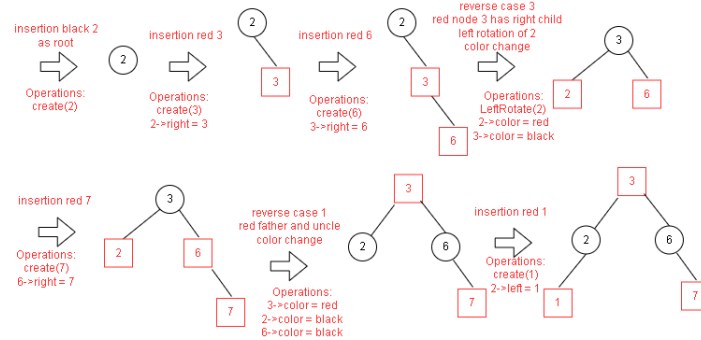 insertion black 2
as root
Operations:
create(2)
2
insertion red 3
Operations:
create(3)
2->right = 3
2
3
insertion red 6
Operations:
create(6)
3->right = 6
2
3
6
reverse case 3
red node 3 has right child
left rotation of 2
color change
Operations:
LeftRotate(2)
2->color = red
3->color = black
3
2
6
insertion red 7
Operations:
create(7)
6->right = 7
3
2
6
7
reverse case 1
red father and uncle
color change
Operations:
3->color = red
2->color = black
6->color = black
3
2
6
7
insertion red 1
Operations:
create(1)
2->left = 1
3
2
6
1
7